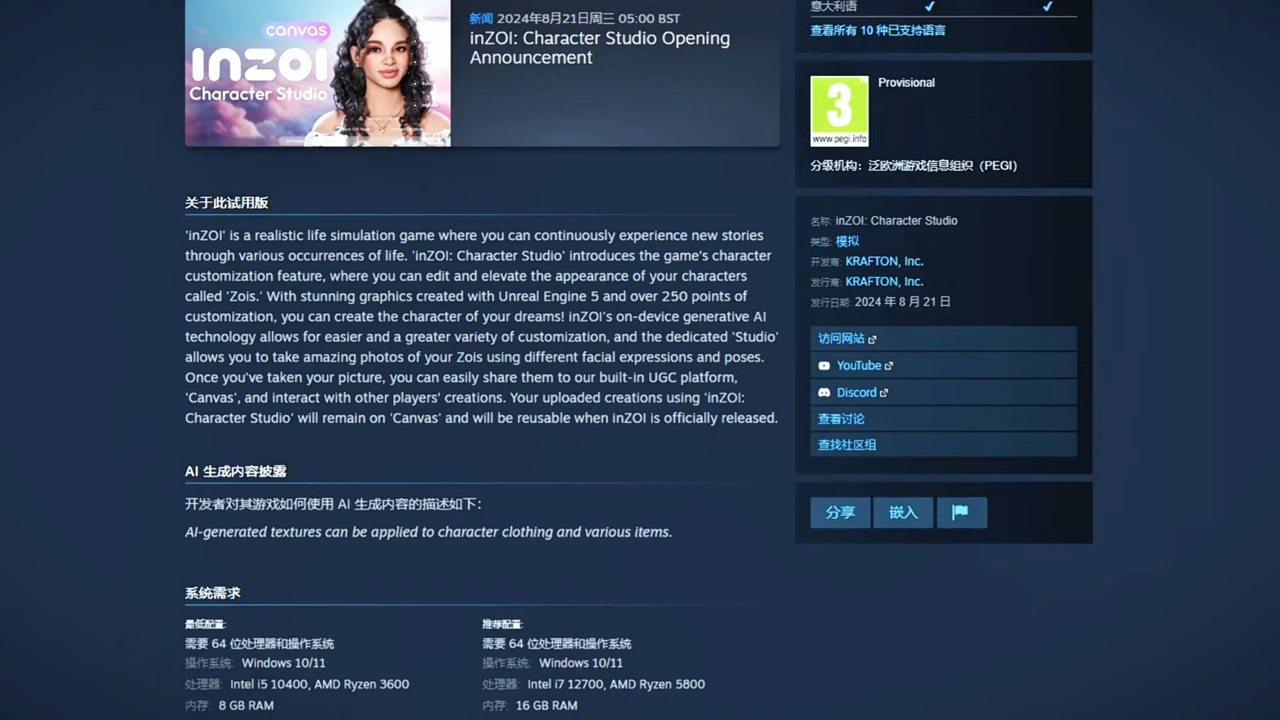 canvas
inZOI
Character Studio
新闻 2024年8月21日周三 05:00 BST
inZOI: Character Studio Opening
Announcement
关于此试用版
'inZOI' is a realistic life simulation game where you can continuously experience new stories
through various occurrences of life. 'inZOI: Character Studio' introduces the game's character
customization feature, where you can edit and elevate the appearance of your characters
called 'Zois.' With stunning graphics created with Unreal Engine 5 and over 250 points of
customization, you can create the character of your dreams! inZOI's on-device generative AI
technology allows for easier and a greater variety of customization, and the dedicated 'Studio'
allows you to take amazing photos of your Zois using different facial expressions and poses.
Once you've taken your picture, you can easily share them to our built-in UGC platform,
'Canvas', and interact with other players' creations. Your uploaded creations using 'inZOI:
Character Studio' will remain on 'Canvas' and will be reusable when inZOI is officially released.
AI 生成内容披露
开发者对其游戏如何使用 AI 生成内容的描述如下：
AI-generated textures can be applied to character clothing and various items.
系统需求
最低配置:
需要 64 位处理器和操作系统
操作系统: Windows 10/11
处理器: Intel i5 10400, AMD Ryzen 3600
内存: 8 GB RAM
推荐配置:
需要 64 位处理器和操作系统
操作系统: Windows 10/11
处理器: Intel i7 12700, AMD Ryzen 5800
内存: 16 GB RAM
意大利语 ✔ ✔
查看所有 10 种已支持语言
3
www.pegi.info
Provisional
分级机构：泛欧洲游戏信息组织（PEGI）
名称: inZOI: Character Studio
类型: 模拟
开发商: KRAFTON, Inc.
发行商: KRAFTON, Inc.
发行日期: 2024 年 8 月 21 日
访问网站
YouTube
Discord
查看讨论
查找社区组
分享
嵌入